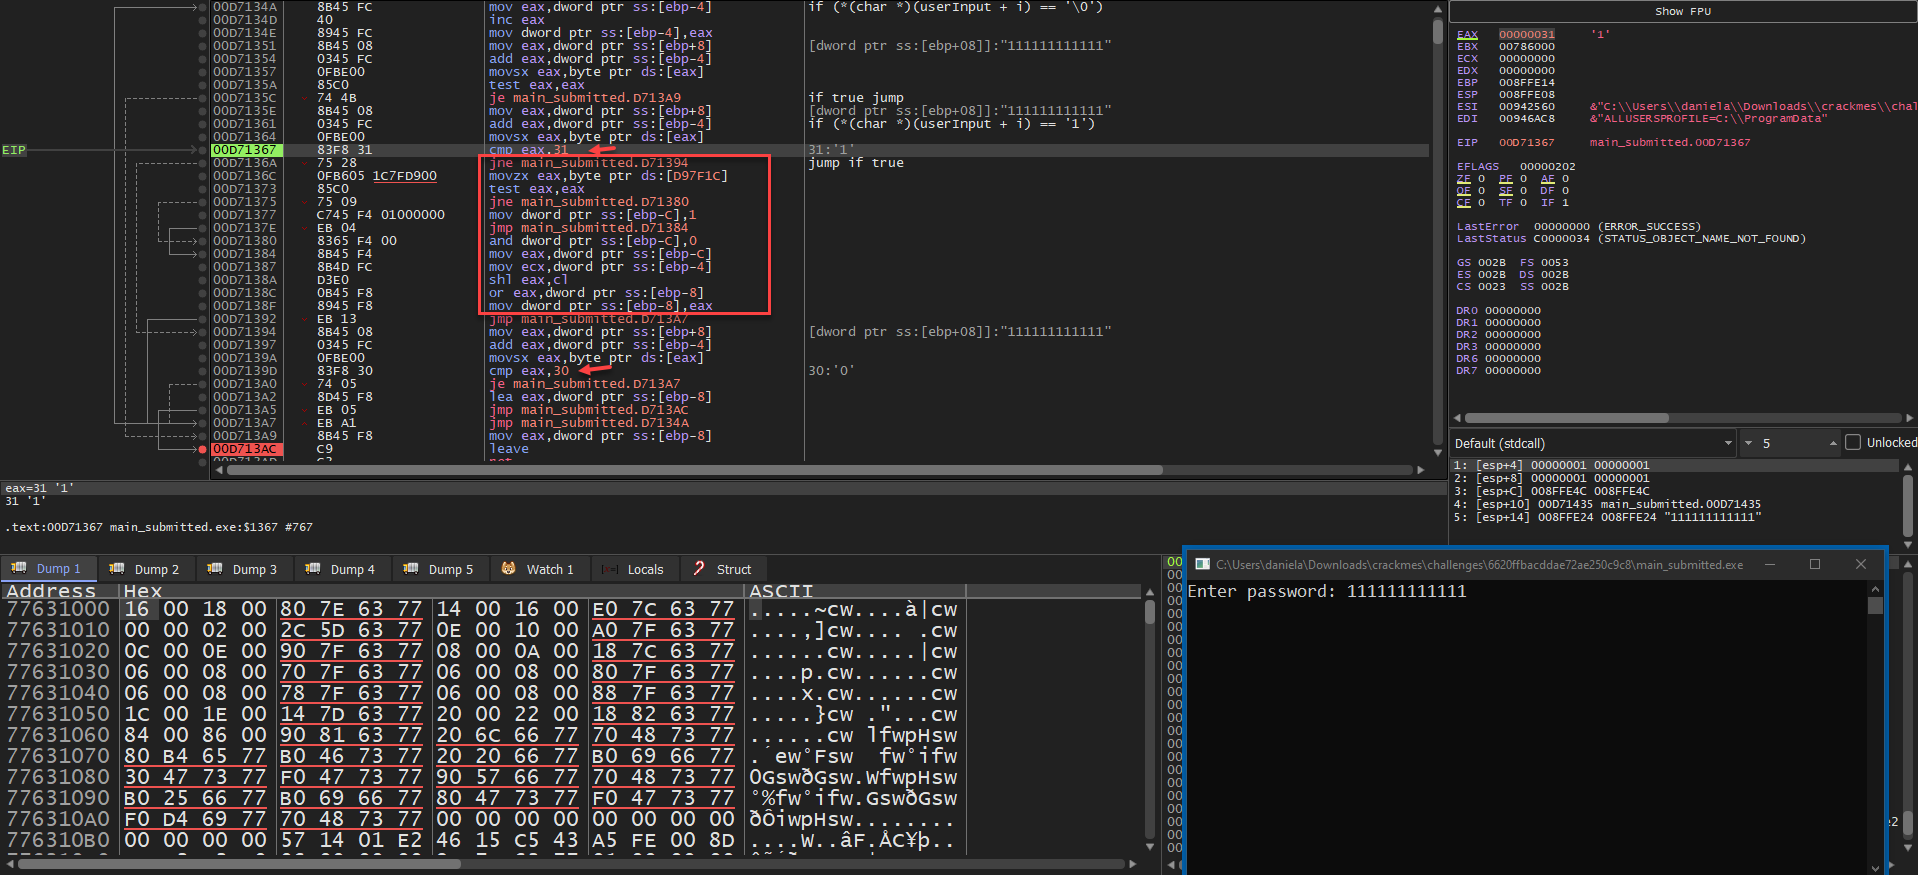 00D7134A 8B45 FC mov eax,dword ptr ss:[ebp-4] if (*(char *)(userInput + i) == '\0')
00D7134D 40 inc eax
00D7134E 8945 FC mov dword ptr ss:[ebp-4],eax
00D71351 8B45 08 mov eax,dword ptr ss:[ebp+8] [dword ptr ss:[ebp+08]]:"111111111111"
00D71354 0345 FC add eax,dword ptr ss:[ebp-4]
00D71357 0FBE00 movsx eax,byte ptr ds:[eax]
00D7135A 85C0 test eax,eax
00D7135C 74 4B je main_submitted.D713A9 if true jump
00D7135E 8B45 08 mov eax,dword ptr ss:[ebp+8] [dword ptr ss:[ebp+08]]:"111111111111"
00D71361 0345 FC add eax,dword ptr ss:[ebp-4] if (*(char *)(userInput + i) == '1')
00D71364 0FBE00 movsx eax,byte ptr ds:[eax]
EIP 00D71367 83F8 31 cmp eax,31 31:'1'
00D7136A 75 28 jne main_submitted.D71394 jump if true
00D7136C 0FB605 1C7FD900 movzx eax,byte ptr ds:[D97F1C]
00D71373 85C0 test eax,eax
00D71375 75 09 jne main_submitted.D71380
00D71377 C745 F4 01000000 mov dword ptr ss:[ebp-C],1
00D7137E EB 04 jmp main_submitted.D71384
00D71380 8365 F4 00 and dword ptr ss:[ebp-C],0
00D71384 8B45 F4 mov eax,dword ptr ss:[ebp-C]
00D71387 8B4D FC mov ecx,dword ptr ss:[ebp-4]
00D7138A D3E0 shl eax,cl
00D7138C 0B45 F8 or eax,dword ptr ss:[ebp-8]
00D7138F 8945 F8 mov dword ptr ss:[ebp-8],eax
00D71392 EB 13 jmp main_submitted.D713A7
00D71394 8B45 08 mov eax,dword ptr ss:[ebp+8] [dword ptr ss:[ebp+08]]:"111111111111"
00D71397 0345 FC add eax,dword ptr ss:[ebp-4]
00D7139A 0FBE00 movsx eax,byte ptr ds:[eax]
00D7139D 83F8 30 cmp eax,30 30:'0'
00D713A0 74 05 je main_submitted.D713A7
00D713A2 8D45 F8 lea eax,dword ptr ss:[ebp-8]
00D713A5 EB 05 jmp main_submitted.D713AC
00D713A7 EB A1 jmp main_submitted.D7134A
00D713A9 8B45 F8 mov eax,dword ptr ss:[ebp-8]
00D713AC C9 leave
eax=31 '1'
31 '1'
.text:00D71367 main_submitted.exe:$1367 #767
Show FPU
EAX 00000031 '1'
EBX 00786000
ECX 00000000
EDX 00000000
EBP 008FFE14
ESP 008FFE08
ESI 00942560 &"C:\\Users\\daniela\\Downloads\\crackmes\\chal
EDI 00946AC8 &"ALLUSERSPROFILE=C:\\ProgramData"
EIP 00D71367 main_submitted.00D71367
EFLAGS 00000202
ZF 0 PF 0 AF 0
OF 0 SF 0 DF 0
CF 0 TF 0 IF 1
LastError 00000000 (ERROR_SUCCESS)
LastStatus C0000034 (STATUS_OBJECT_NAME_NOT_FOUND)
GS 002B FS 0053
ES 002B DS 002B
CS 0023 SS 002B
DR0 00000000
DR1 00000000
DR2 00000000
DR3 00000000
DR6 00000000
DR7 00000000
Default (stdcall) 5 Unlocked
1: [esp+4] 00000001 00000001
2: [esp+8] 00000001 00000001
3: [esp+C] 008FFE4C 008FFE4C
4: [esp+10] 00D71435 main_submitted.00D71435
5: [esp+14] 008FFE24 008FFE24 "111111111111"
Dump 1 Dump 2 Dump 3 Dump 4 Dump 5 Watch 1 Locals Struct
Address Hex ASCII
77631000 16 00 18 00 80 7E 63 77 14 00 16 00 E0 7C 63 77 .....~cw....à|cw
77631010 00 00 02 00 2C 5D 63 77 0E 00 10 00 A0 7F 63 77 ....,]cw.... .cw
77631020 0C 00 0E 00 90 7F 63 77 08 00 0A 00 18 7C 63 77 ......cw.....|cw
77631030 06 00 08 00 70 7F 63 77 06 00 08 00 80 7F 63 77 ....p.cw......cw
77631040 06 00 08 00 78 7F 63 77 06 00 08 00 88 7F 63 77 ....x.cw......cw
77631050 1C 00 1E 00 14 7D 63 77 20 00 22 00 18 82 63 77 .....}cw ."...cw
77631060 84 00 86 00 90 81 63 77 20 6C 66 77 70 48 73 77 ......cw lfwpHsw
77631070 80 B4 65 77 B0 46 73 77 20 20 66 77 B0 69 66 77 .´ew°Fsw  fw°ifw
77631080 30 47 73 77 F0 47 73 77 90 57 66 77 70 48 73 77 0GswðGsw.WfwpHsw
77631090 B0 25 66 77 B0 69 66 77 80 47 73 77 F0 47 73 77 °%fw°ifw.GswðGsw
776310A0 F0 D4 69 77 70 48 73 77 00 00 00 00 00 00 00 00 ðÔiwpHsw........
776310B0 00 00 00 00 57 14 01 E2 46 15 C5 43 A5 FE 00 8D ....W..âF.ÅC¥þ..
C:\Users\daniela\Downloads\crackmes\challenges\6620ffbacddae72ae250c9c8\main_submitted.exe
Enter password: 111111111111